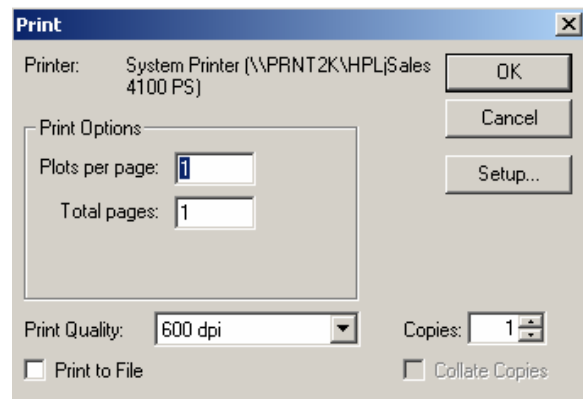 Print
Printer: System Printer (\\PRNT2K\HPLjSales
4100 PS)
OK
Cancel
Setup...
Print Options
Plots per page: 1
Total pages: 1
Print Quality: 600 dpi
Copies: 1
Print to File
Collate Copies